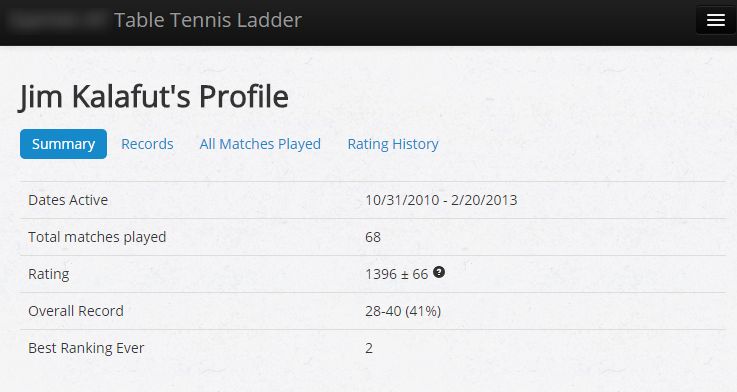 Table Tennis Ladder
Jim Kalafut's Profile
Summary Records All Matches Played Rating History
Dates Active 10/31/2010 - 2/20/2013
Total matches played 68
Rating 1396 ± 66 ?
Overall Record 28-40 (41%)
Best Ranking Ever 2